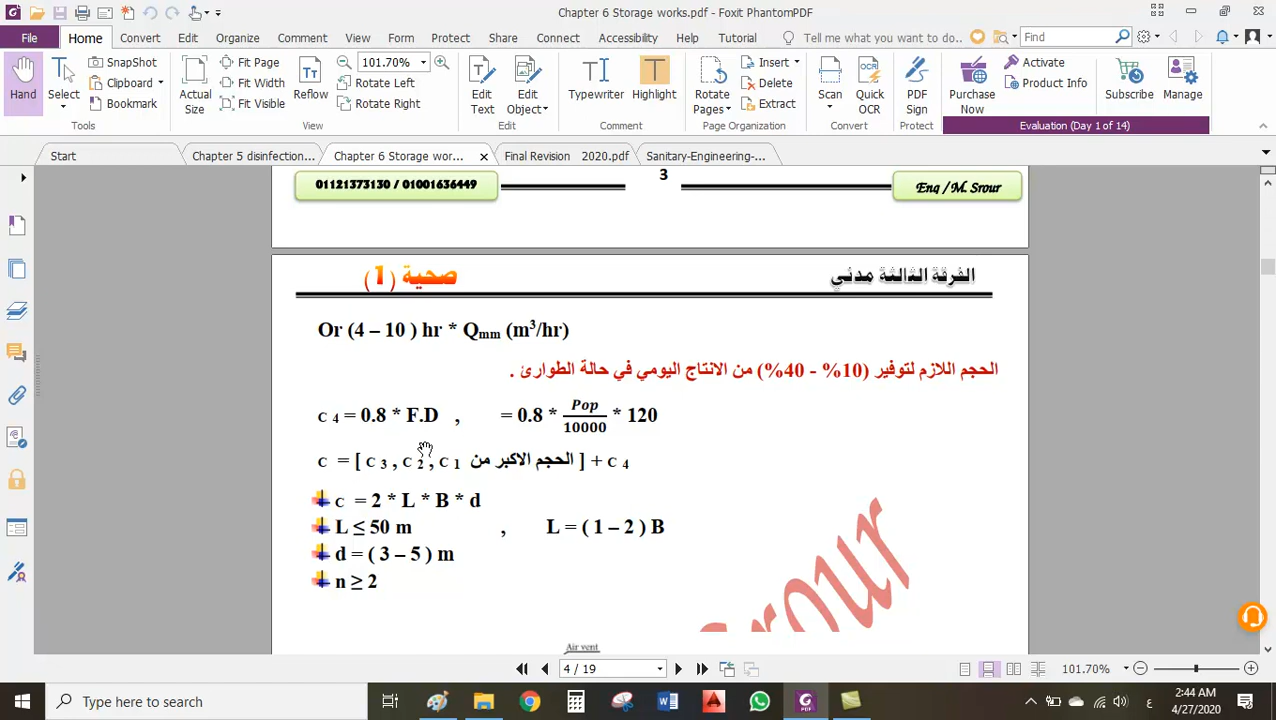 Chapter 6 Storage works.pdf - Foxit PhantomPDF
File Home Convert Edit Organize Comment View Form Protect Share Connect Accessibility Help Tutorial Tell me what you want to do.. Find
Hand
Select
SnapShot
Clipboard
Bookmark
Tools
Actual Size
Fit Page
Fit Width
Fit Visible
Reflow
101.70%
Rotate Left
Rotate Right
View
Edit Text
Edit Object
Edit
Typewriter
Highlight
Comment
Rotate Pages
Insert
Delete
Extract
Page Organization
Scan
Quick OCR
Convert
PDF Sign
Protect
Purchase Now
Activate
Product Info
Subscribe
Manage
Evaluation (Day 1 of 14)
Start
Chapter 5 disinfection...
Chapter 6 Storage wor...
Final Revision 2020.pdf
Sanitary-Engineering-...
01121373130 / 01001636449
3
Eng / M. Srour
صحية (1)
الفرقة الثالثة مدني
Or (4 – 10 ) hr * Qmm (m³/hr)
الحجم اللازم لتوفير (10% - 40%) من الانتاج اليومي في حالة الطوارئ .
C 4 = 0.8 * F.D , = 0.8 * Pop/10000 * 120
C = [ C 3 , C 2 , C 1 الحجم الاكبر من ] + C 4
C = 2 * L * B * d
L ≤ 50 m , L = ( 1 – 2 ) B
d = ( 3 – 5 ) m
n ≥ 2
Srour
Air vent
4 / 19
101.70%
Type here to search
2:44 AM
4/27/2020
ع